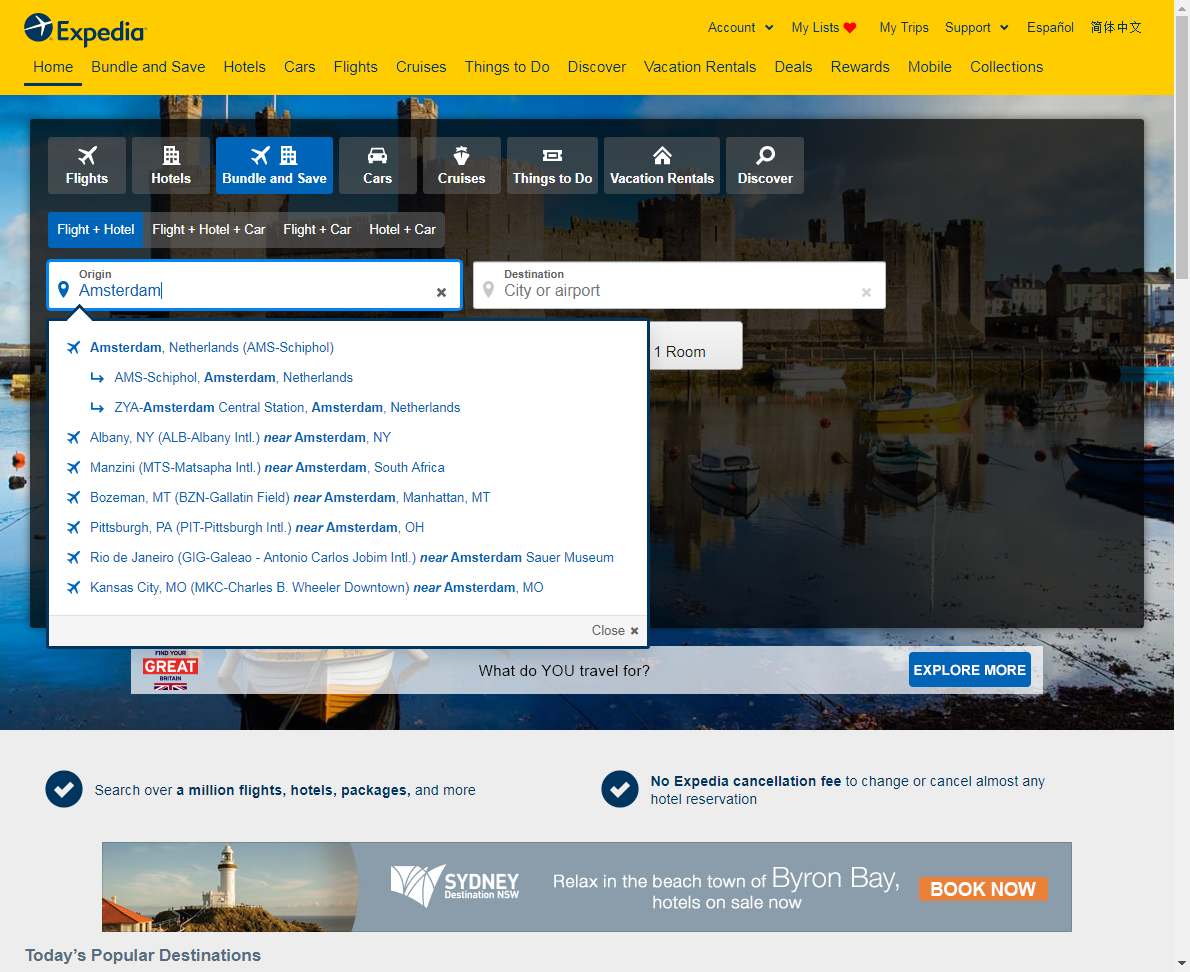 Expedia
Account
My Lists
My Trips
Support
Español
简体中文
Home
Bundle and Save
Hotels
Cars
Flights
Cruises
Things to Do
Discover
Vacation Rentals
Deals
Rewards
Mobile
Collections
Flights
Hotels
Bundle and Save
Cars
Cruises
Things to Do
Vacation Rentals
Discover
Flight + Hotel
Flight + Hotel + Car
Flight + Car
Hotel + Car
Origin
Amsterdam
Destination
City or airport
1 Room
Amsterdam, Netherlands (AMS-Schiphol)
AMS-Schiphol, Amsterdam, Netherlands
ZYA-Amsterdam Central Station, Amsterdam, Netherlands
Albany, NY (ALB-Albany Intl.) near Amsterdam, NY
Manzini (MTS-Matsapha Intl.) near Amsterdam, South Africa
Bozeman, MT (BZN-Gallatin Field) near Amsterdam, Manhattan, MT
Pittsburgh, PA (PIT-Pittsburgh Intl.) near Amsterdam, OH
Rio de Janeiro (GIG-Galeao - Antonio Carlos Jobim Intl.) near Amsterdam Sauer Museum
Kansas City, MO (MKC-Charles B. Wheeler Downtown) near Amsterdam, MO
Close
FIND YOUR
GREAT
BRITAIN
What do YOU travel for?
EXPLORE MORE
Search over a million flights, hotels, packages, and more
No Expedia cancellation fee to change or cancel almost any
hotel reservation
SYDNEY
Destination NSW
Relax in the beach town of Byron Bay,
hotels on sale now
BOOK NOW
Today's Popular Destinations